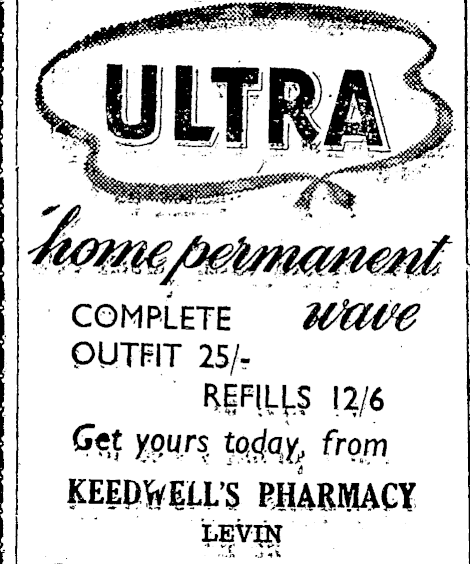 ULTRA
home permanent
wave
COMPLETE
OUTFIT 25/-
REFILLS 12/6
Get yours today, from
KEEDWELL'S PHARMACY
LEVIN